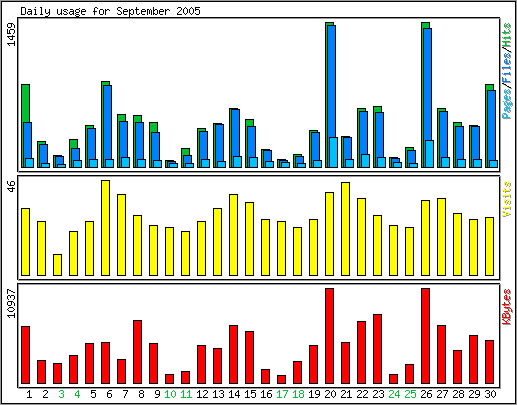 Daily usage for September 2005
1459
Pages/Files/Hits
46
Visits
10937
KBytes
1 2 3 4 5 6 7 8 9 10 11 12 13 14 15 16 17 18 19 20 21 22 23 24 25 26 27 28 29 30